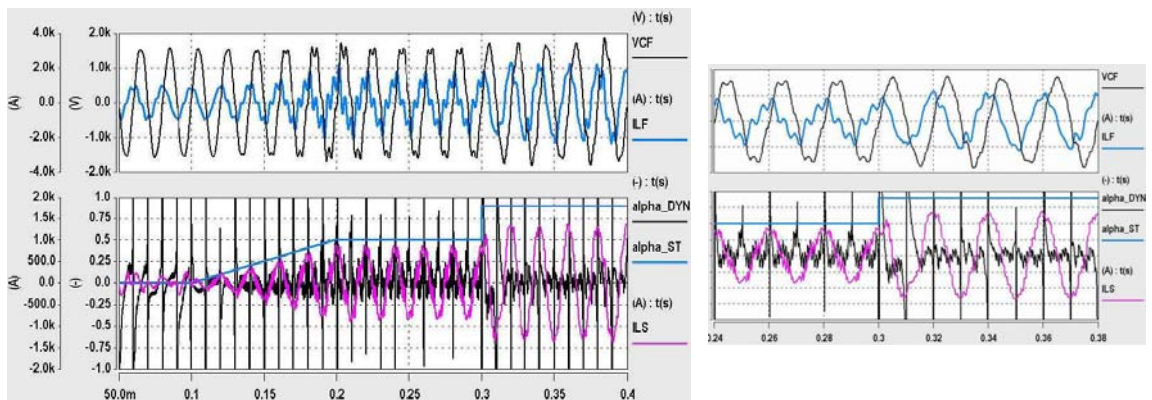 (V) : t(s)
4.0k 2.0k
VCF
2.0k 1.0k
(A) : t(s)
(A) 0.0 (V) 0.0
ILF
-2.0k -1.0k
-4.0k -2.0k
(-) : t(s)
2.0k 1.0
alpha_DYN
1.5k 0.75
1.0k 0.5
alpha_ST
500.0 0.25
(A) 0.0 (-) 0.0
(A) : t(s)
-500.0 -0.25
ILS
-1.0k -0.5
-1.5k -0.75
-2.0k -1.0
50.0m 0.1 0.15 0.2 0.25 0.3 0.35 0.4
VCF
(A) : t(s)
ILF
(-) : t(s)
alpha_DYN
alpha_ST
(A) : t(s)
ILS
0.24 0.26 0.28 0.3 0.32 0.34 0.36 0.38